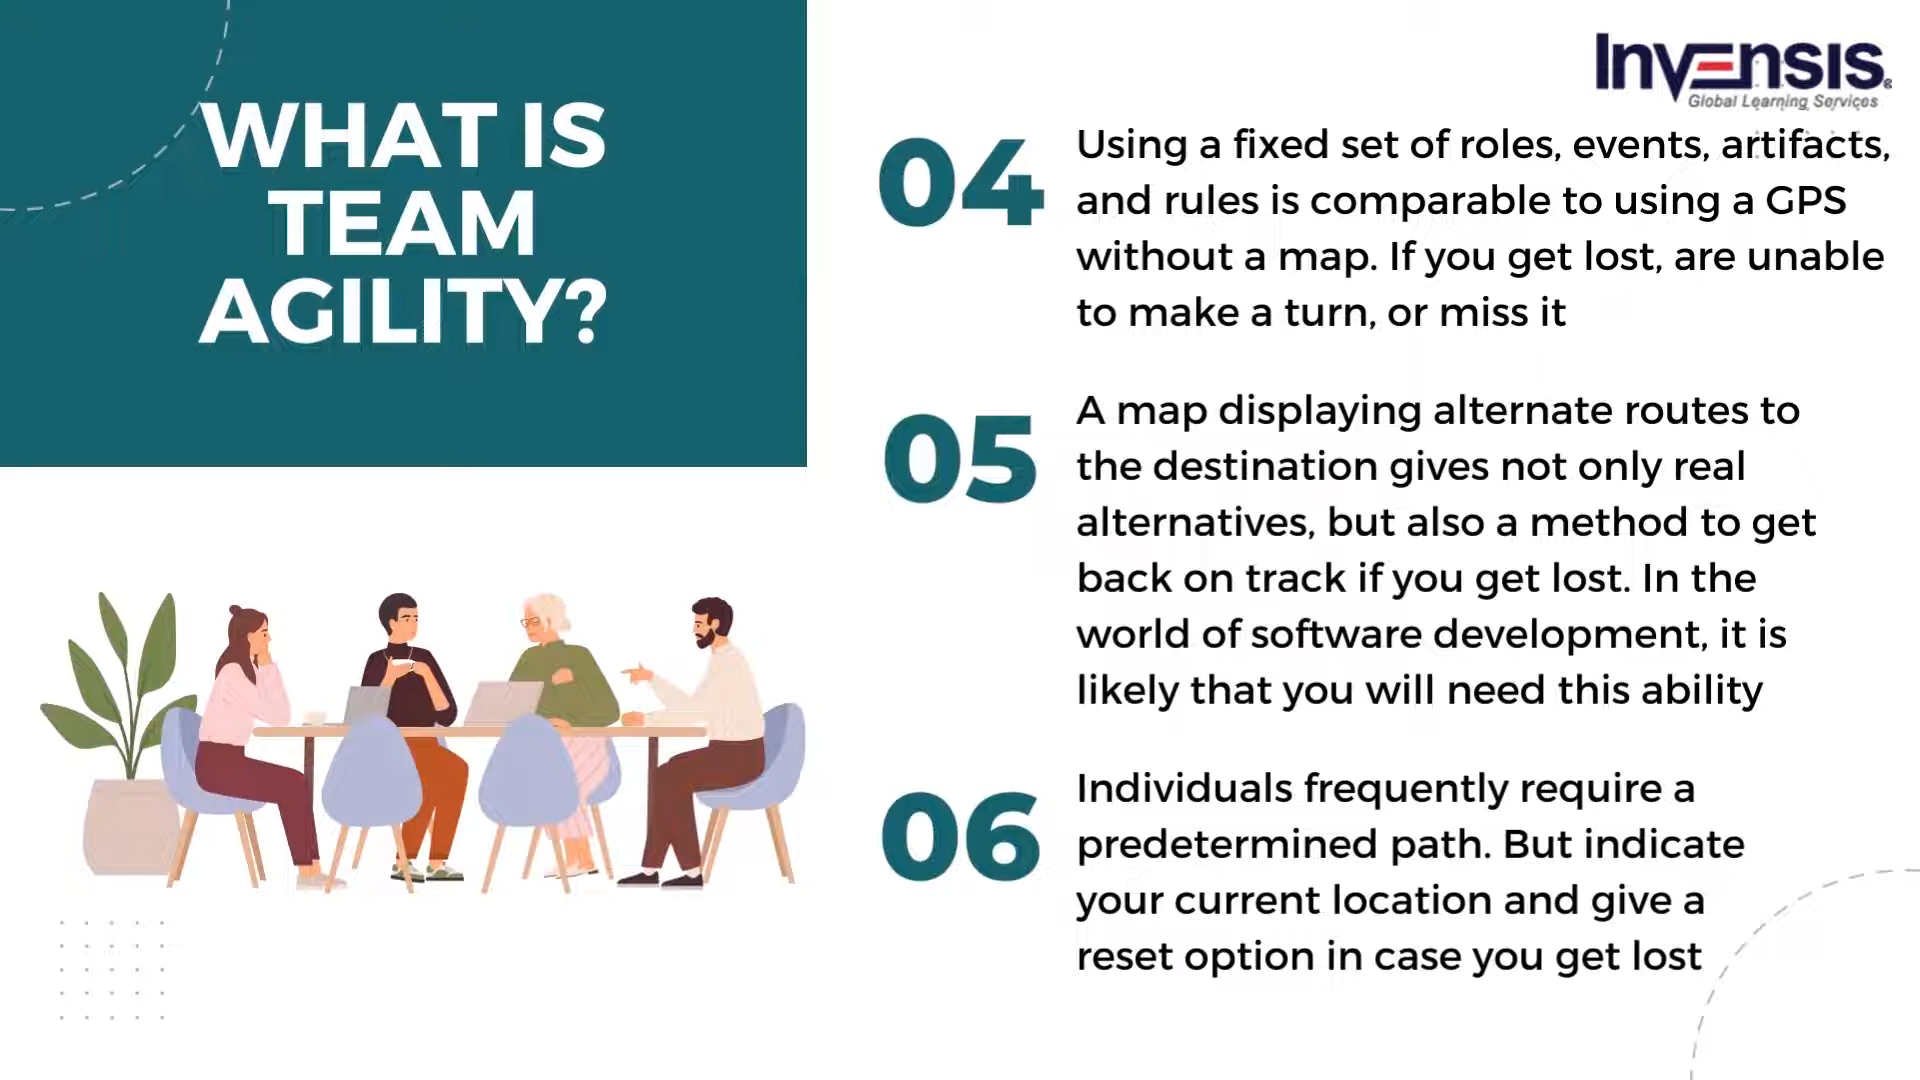 WHAT IS
TEAM
AGILITY?
Invensis
Global Learning Services
04
Using a fixed set of roles, events, artifacts,
and rules is comparable to using a GPS
without a map. If you get lost, are unable
to make a turn, or miss it
05
A map displaying alternate routes to
the destination gives not only real
alternatives, but also a method to get
back on track if you get lost. In the
world of software development, it is
likely that you will need this ability
06
Individuals frequently require a
predetermined path. But indicate
your current location and give a
reset option in case you get lost